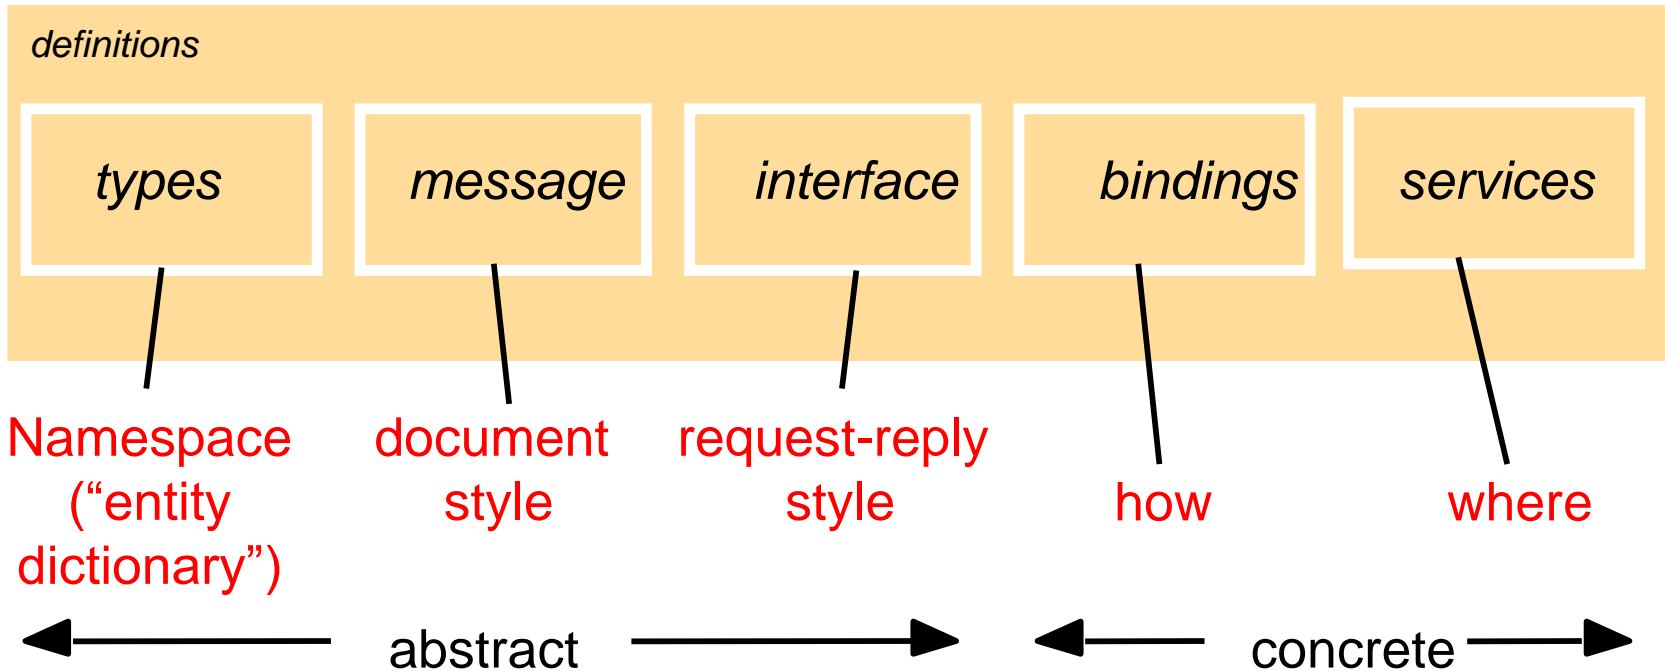 definitions
types message interface bindings services
Namespace
(“entity
dictionary”)
document
style
request-reply
style
how
where
abstract
concrete